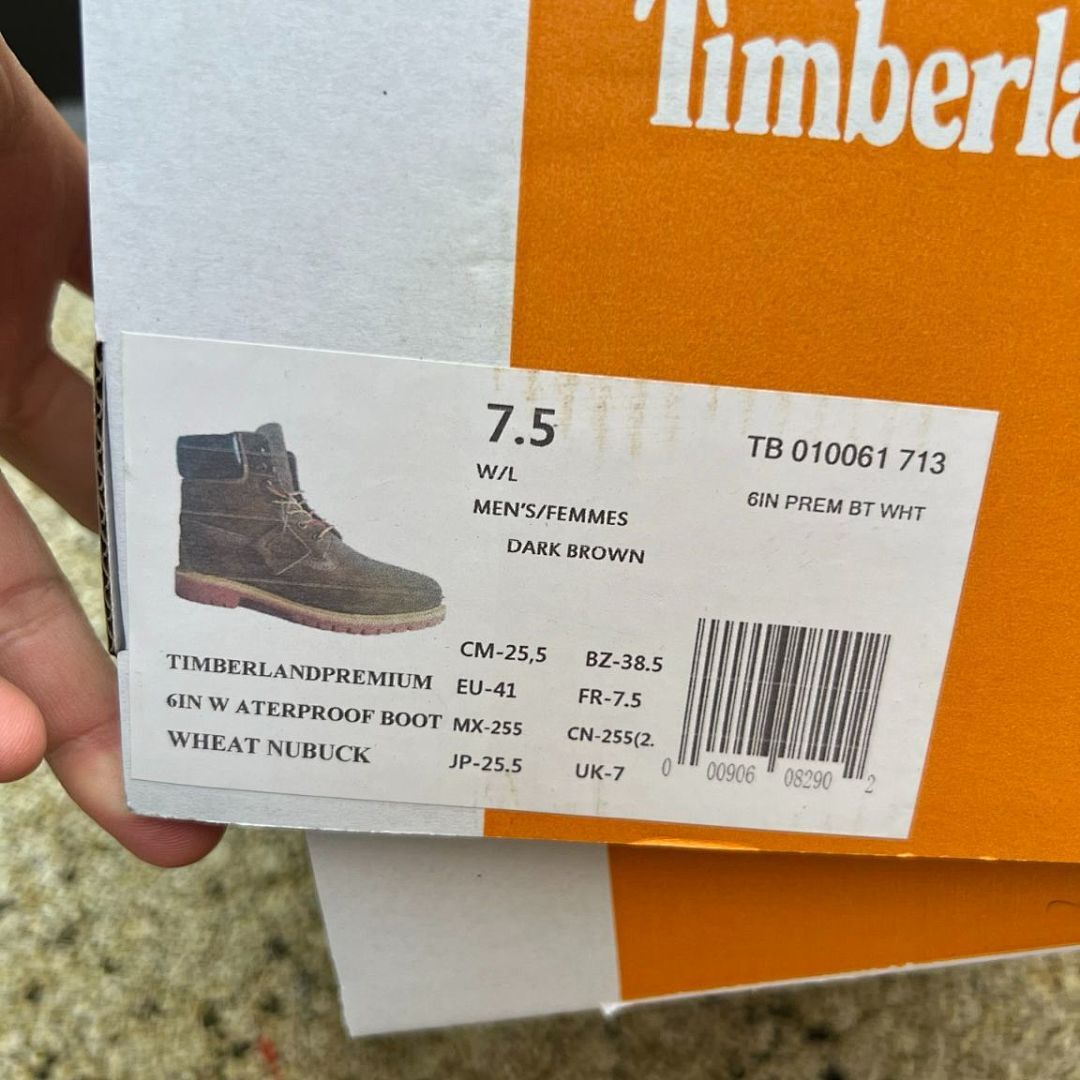 Timberla
7.5
W/L
MEN'S/FEMMES
DARK BROWN
TB 010061 713
6IN PREM BT WHT
TIMBERLANDPREMIUM
6IN W ATERPROOF BOOT
WHEAT NUBUCK
CM-25,5 BZ-38.5
EU-41 FR-7.5
MX-255 CN-255(2.
JP-25.5 UK-7
0 00906 08290 2